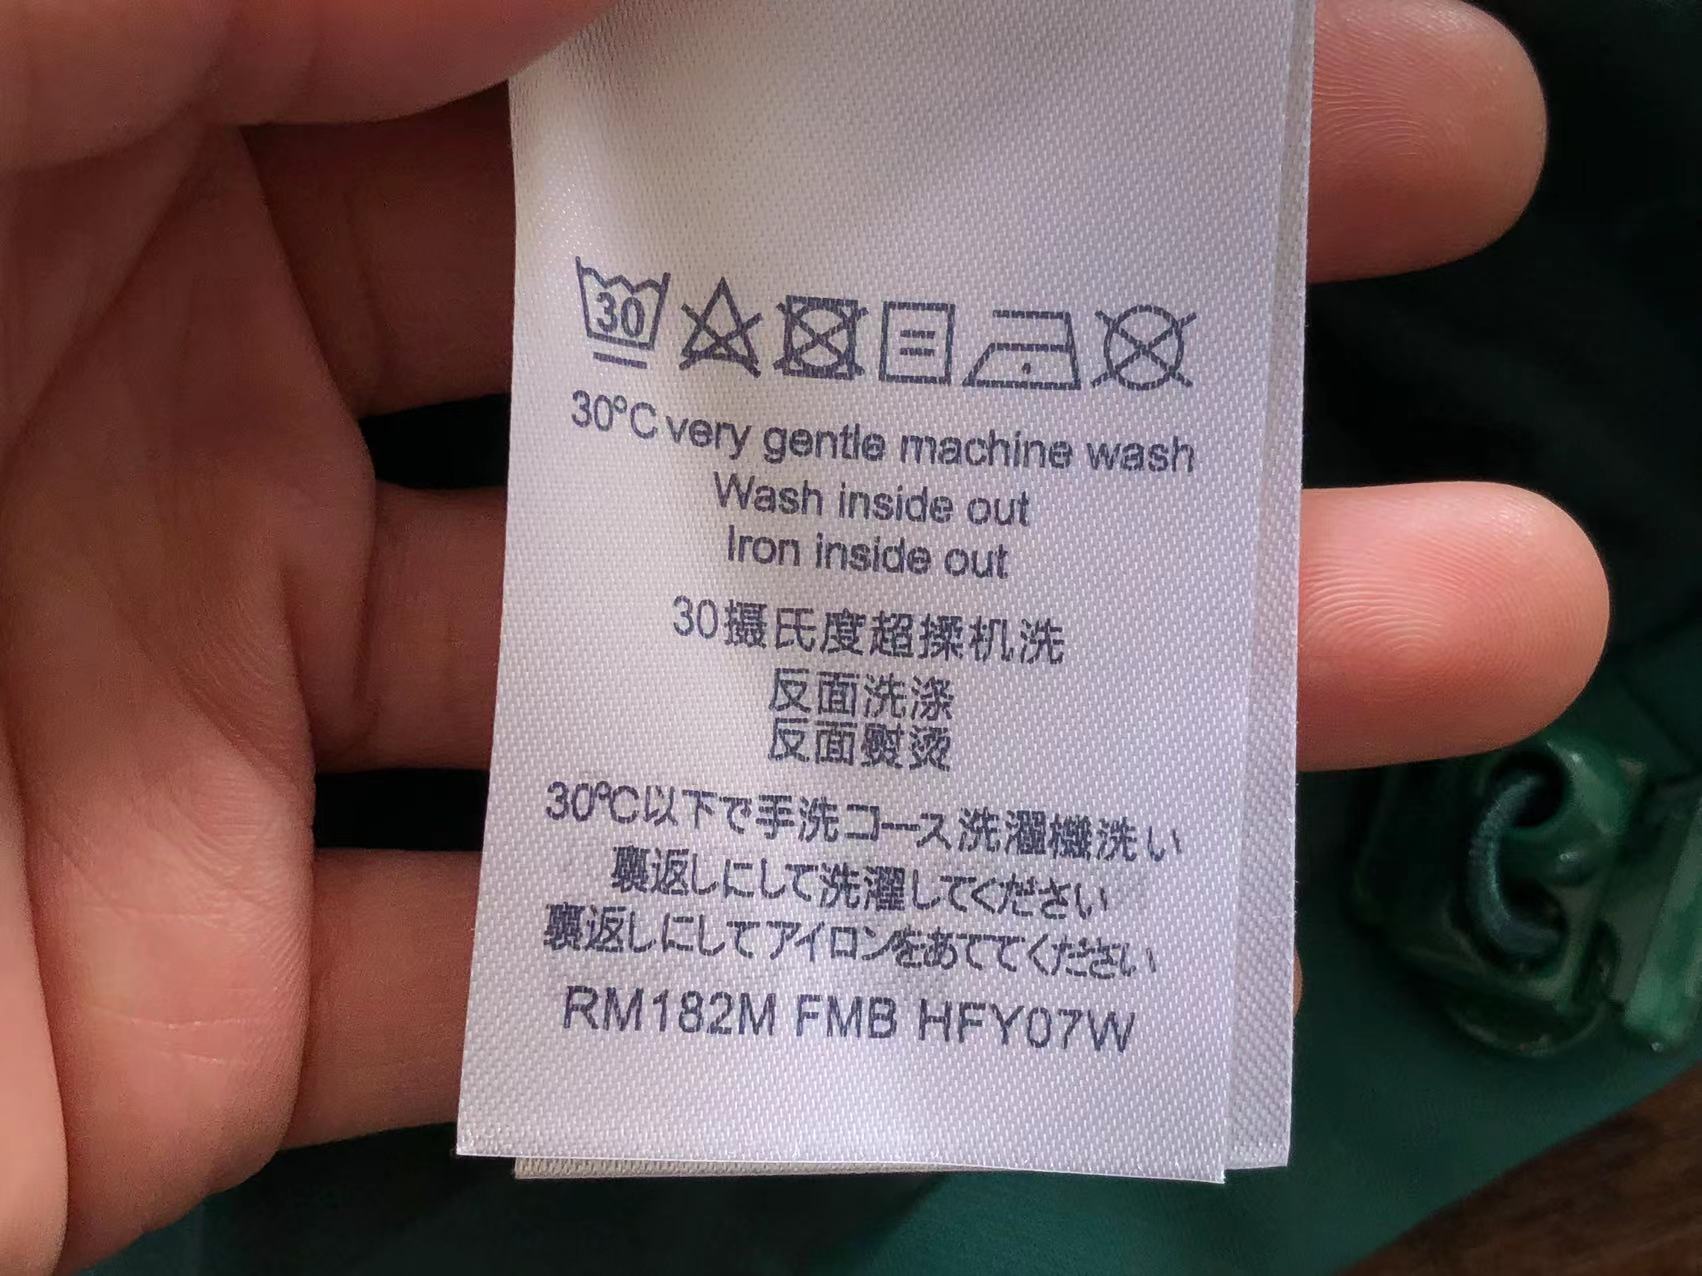 30
30°C very gentle machine wash
Wash inside out
Iron inside out
30摄氏度超揉机洗
反面洗涤
反面熨烫
30℃以下で手洗コース洗濯機洗い
裏返しにして洗濯してください
裏返しにしてアイロンをあててください
RM182M FMB HFY07W